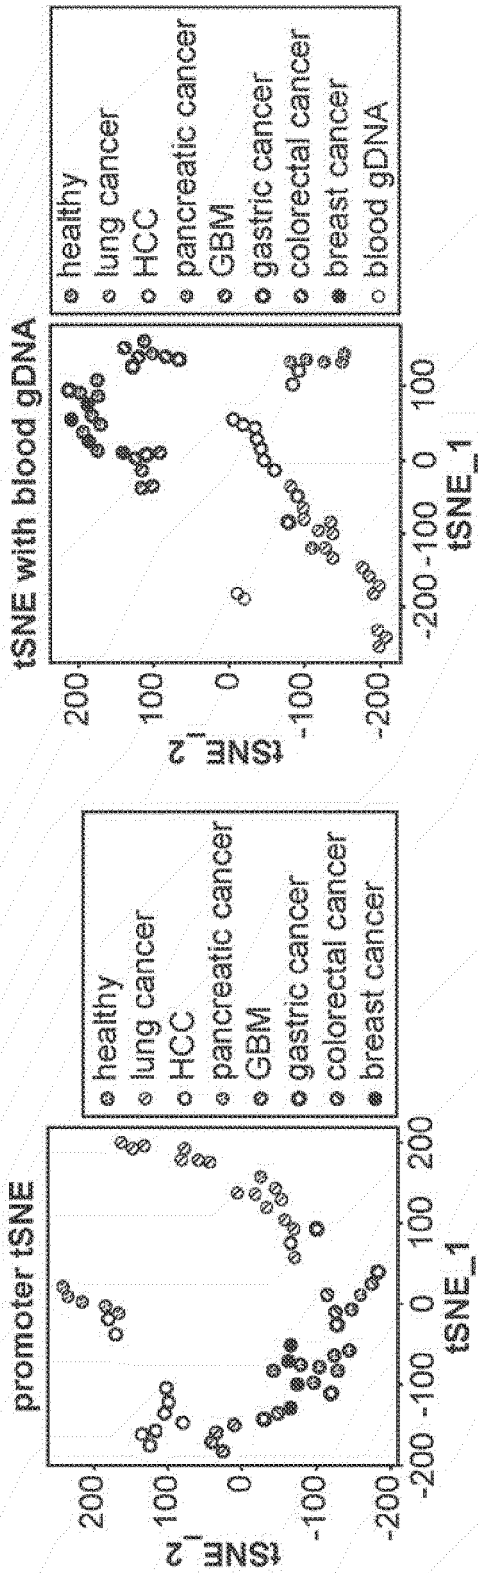 promoter tSNE
tSNE_2
200
100
0
-100
-200
-200
-100
0
100
200
tSNE_1
healthy
lung cancer
HCC
pancreatic cancer
GBM
gastric cancer
colorectal cancer
breast cancer
tSNE with blood gDNA
tSNE_2
200
100
0
-100
-200
-200
-100
0
100
tSNE_1
healthy
lung cancer
HCC
pancreatic cancer
GBM
gastric cancer
colorectal cancer
breast cancer
blood gDNA